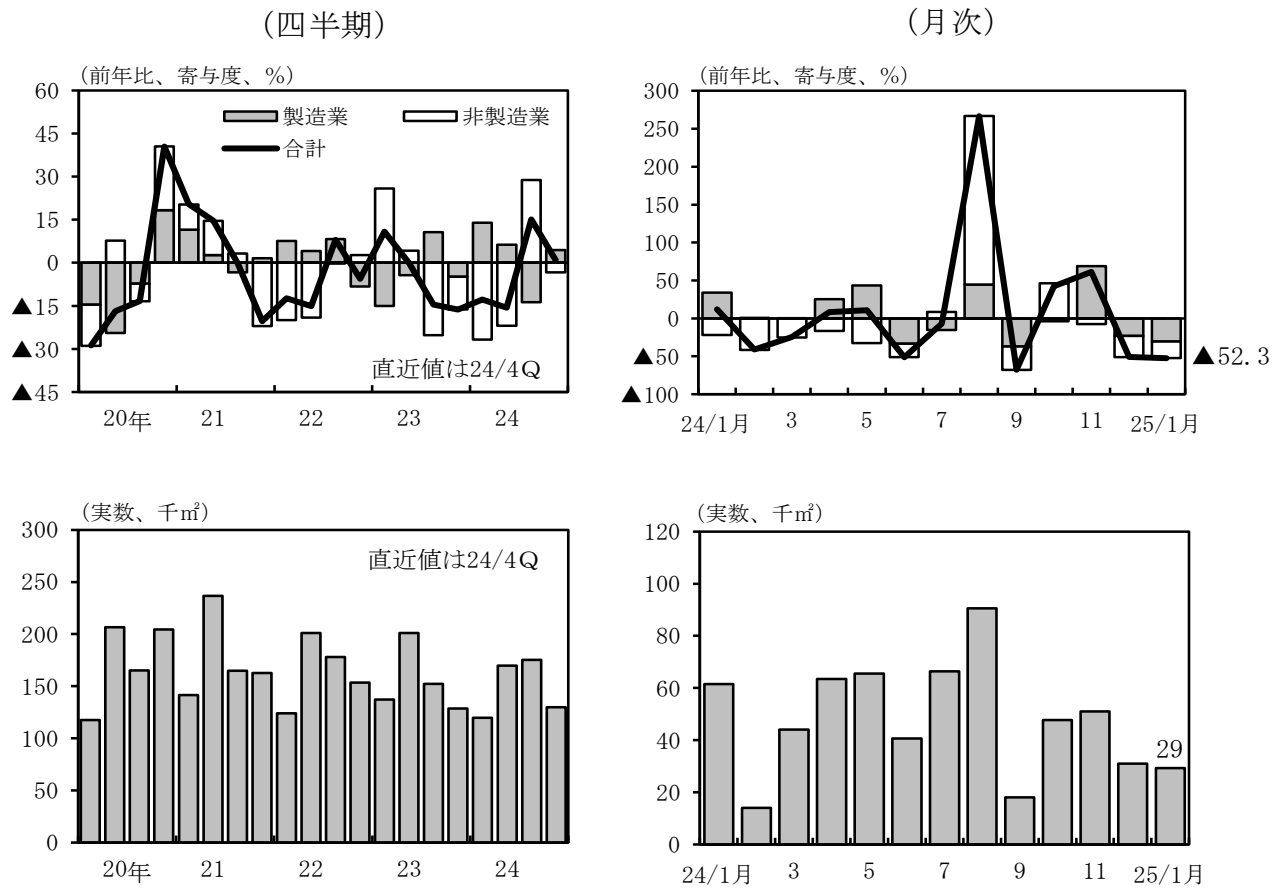 (四半期)
(前年比、寄与度、%)
製造業
非製造業
合計
60
45
30
15
0
▲15
▲30
▲45
直近値は24/4Q
20年 21 22 23 24
(月次)
(前年比、寄与度、%)
300
250
200
150
100
50
0
▲50
▲100
▲52.3
24/1月 3 5 7 9 11 25/1月
(実数、千㎡)
300
250
200
150
100
50
0
直近値は24/4Q
20年 21 22 23 24
(実数、千㎡)
120
100
80
60
40
20
0
29
24/1月 3 5 7 9 11 25/1月